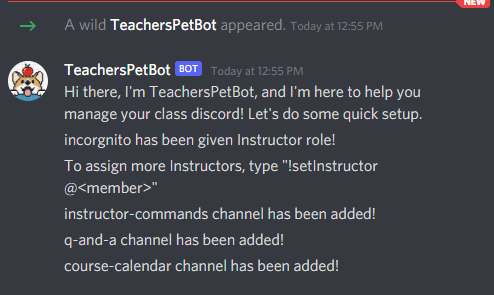 NEW
A wild TeachersPetBot appeared. Today at 12:55 PM
TeachersPetBot BOT Today at 12:55 PM
Hi there, I'm TeachersPetBot, and I'm here to help you
manage your class discord! Let's do some quick setup.
incorgnito has been given Instructor role!
To assign more Instructors, type "!setInstructor
@<member>"
instructor-commands channel has been added!
q-and-a channel has been added!
course-calendar channel has been added!